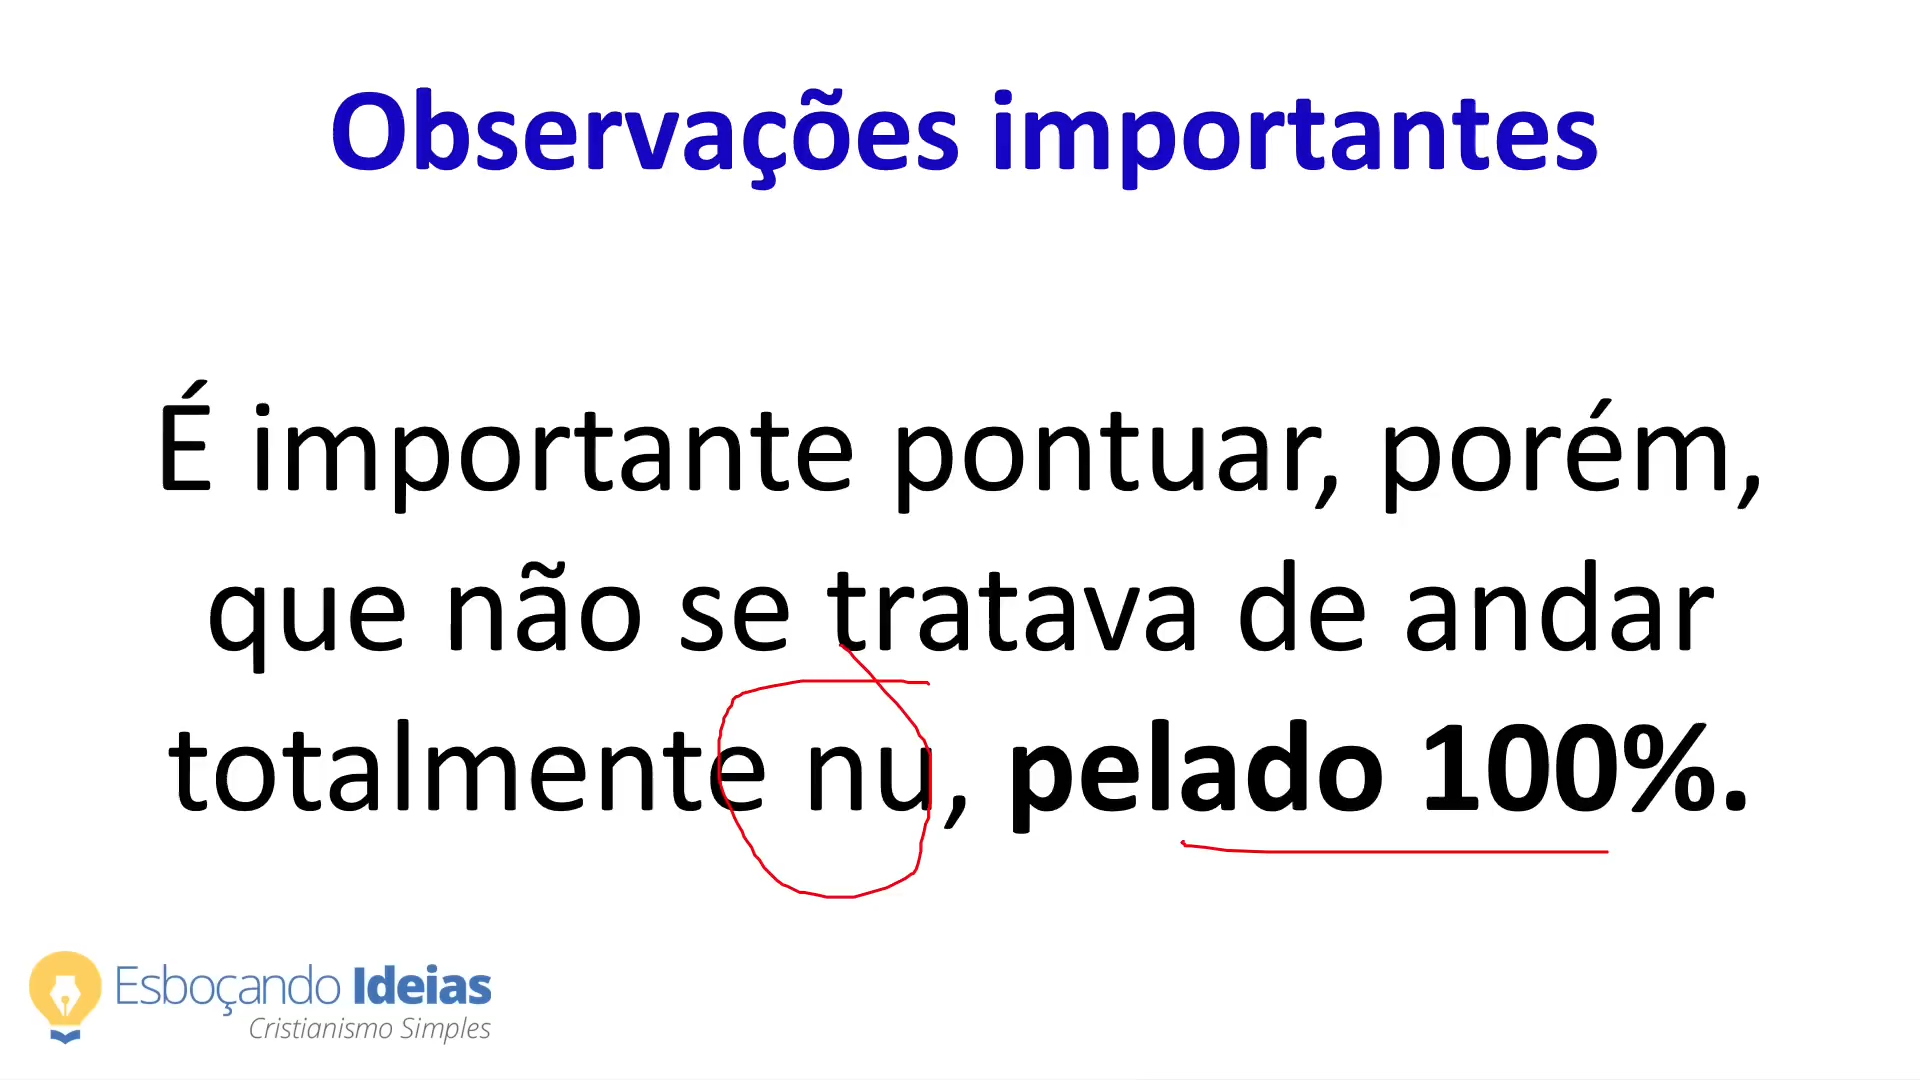 Observações importantes
É importante pontuar, porém,
que não se tratava de andar
totalmente nu, pelado 100%.
Esboçando Ideias
Cristianismo Simples